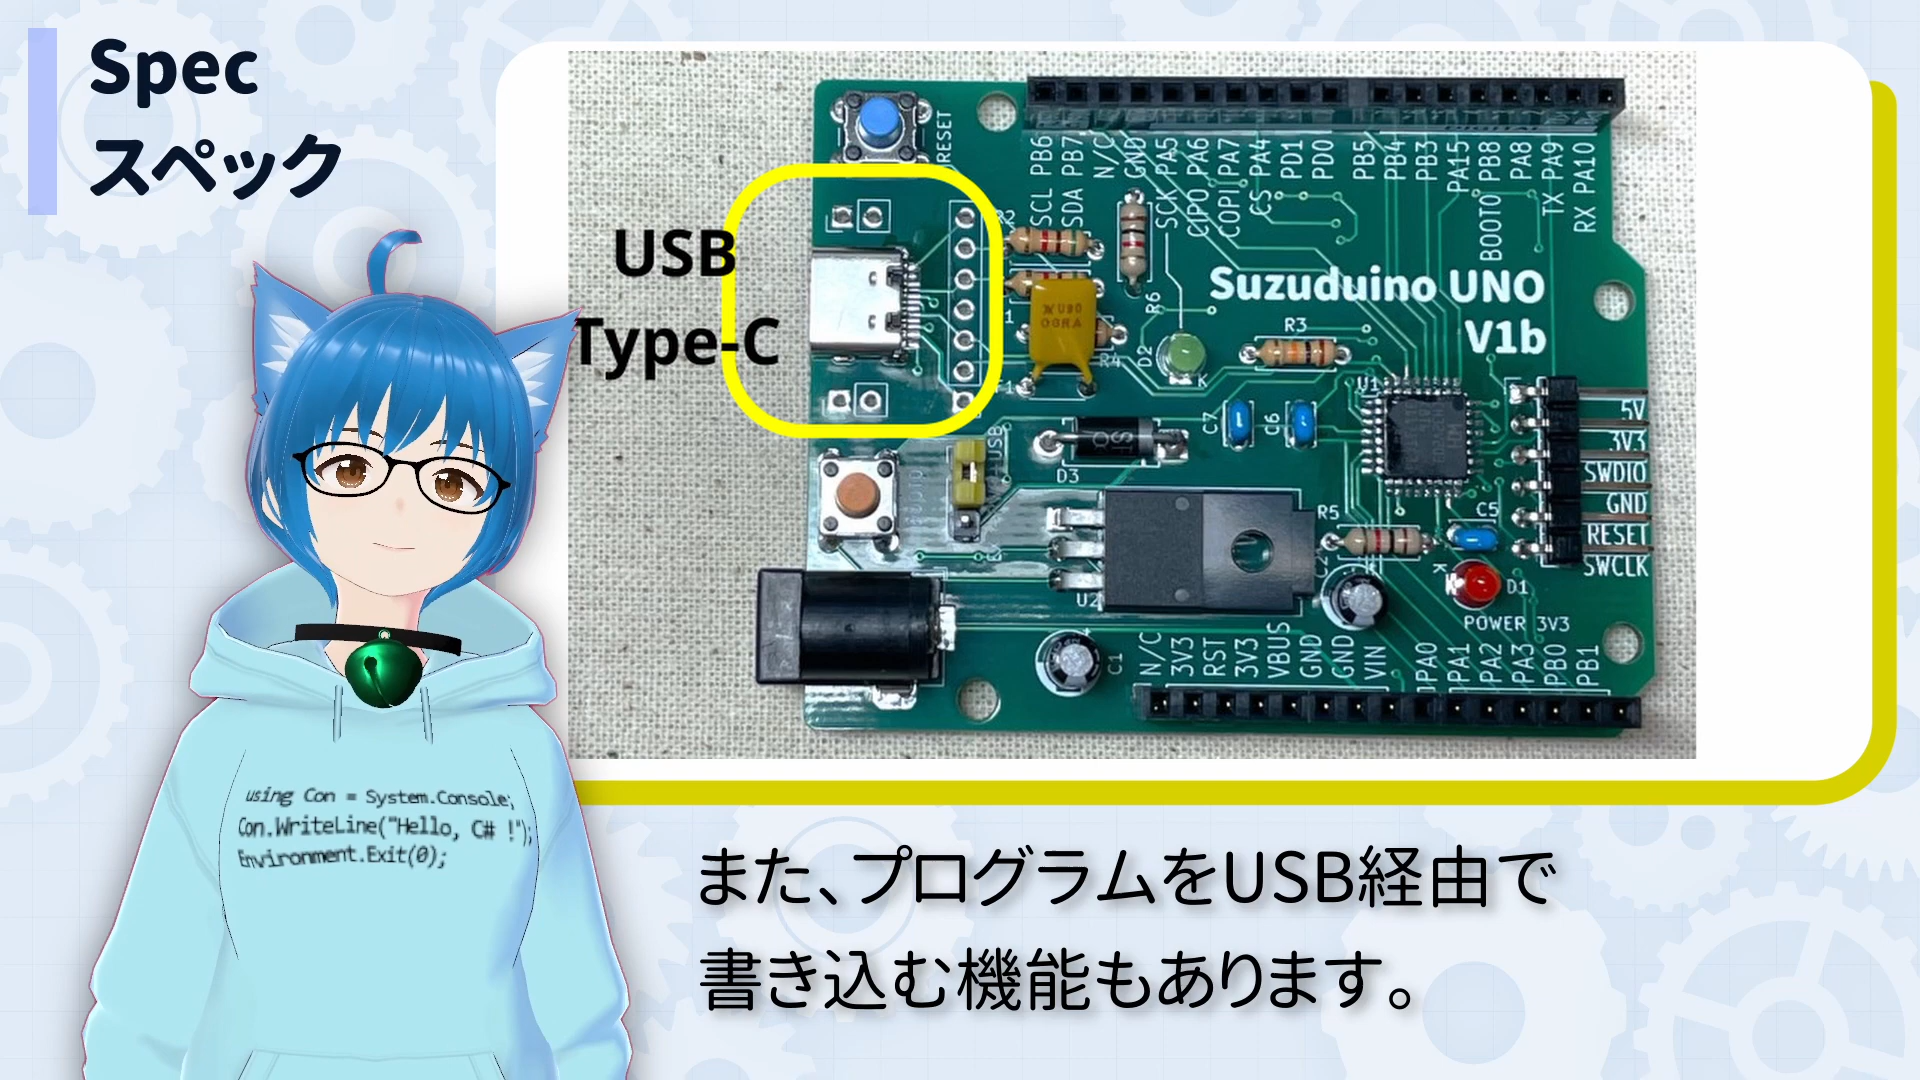 Spec
スペック
USB
Type-C
RESET
SCL PB6
SDA PB7
N/C
GND
SCK PA5
CIPO PA6
COPI PA7
CS PA4
PD1
PD0
PB5
PB4
PB3
PA15
BOOT0 PB8
PA8
TX PA9
RX PA10
Suzuduino UNO
V1b
R6
D2
K
R3
R4
U1
C7
C6
USB
D3
5V
3V3
SWDIO
GND
RESET
SWCLK
R5
C5
U2
K
D1
POWER 3V3
C1
N/C
3V3
RST
3V3
VBUS
GND
GND
VIN
PA0
PA1
PA2
PA3
PB0
PB1
using Con = System.Console;
Con.WriteLine("Hello, C# !");
Environment.Exit(0);
また、プログラムをUSB経由で
書き込む機能もあります。